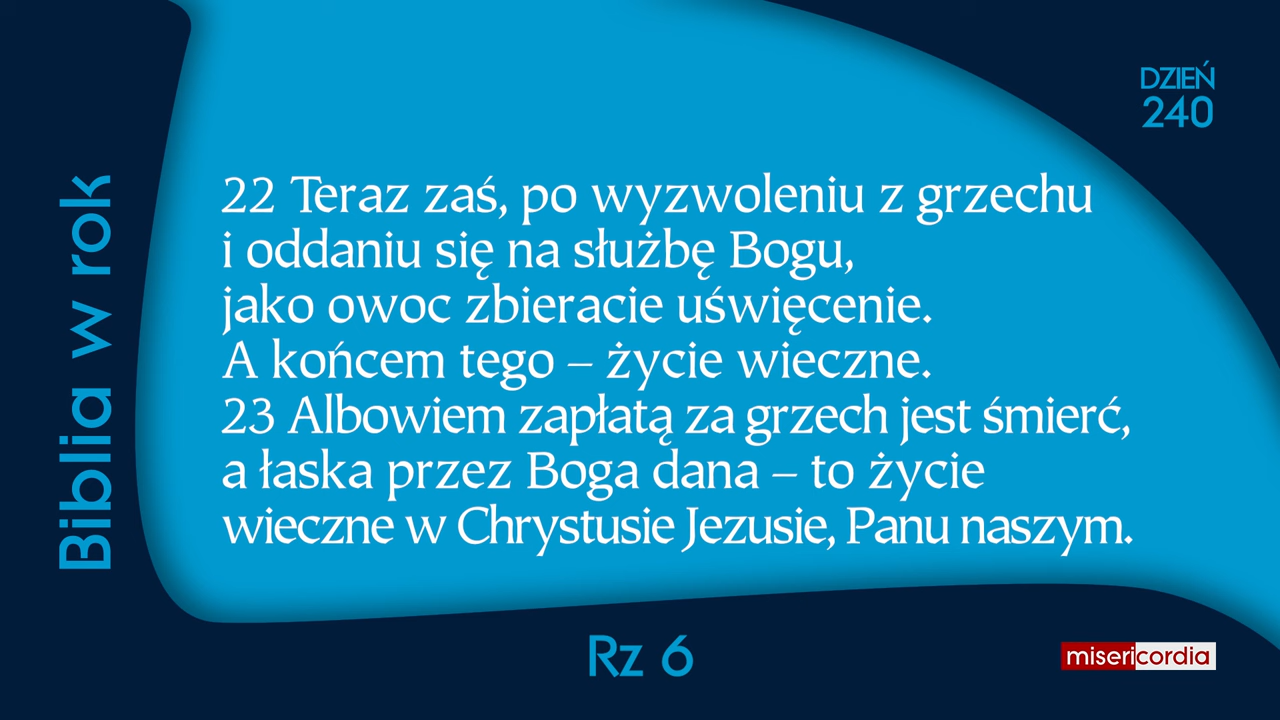 DZIEŃ
240
Biblia w rok
22 Teraz zaś, po wyzwoleniu z grzechu
i oddaniu się na służbę Bogu,
jako owoc zbieracie uświęcenie.
A końcem tego – życie wieczne.
23 Albowiem zapłatą za grzech jest śmierć,
a łaska przez Boga dana – to życie
wieczne w Chrystusie Jezusie, Panu naszym.
Rz 6
misericordia